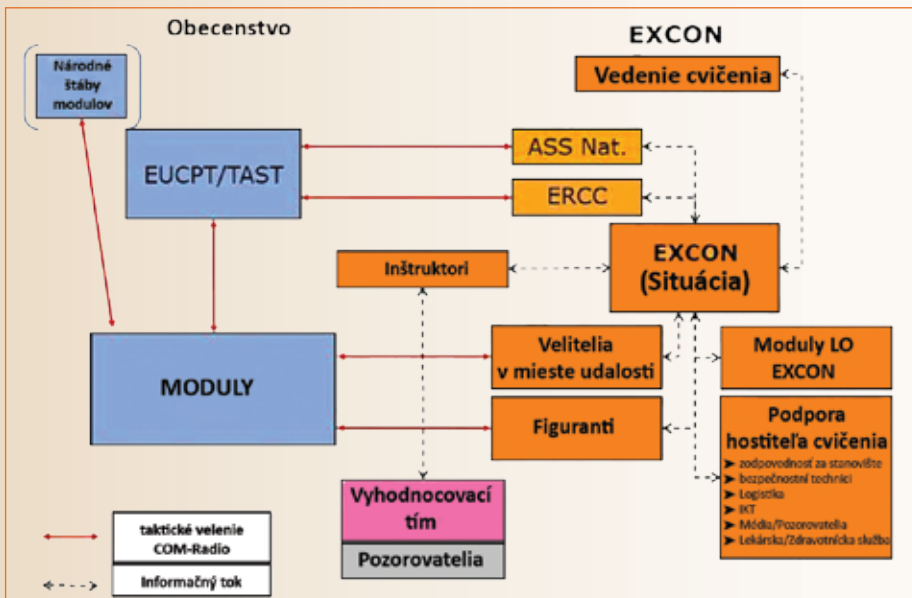 Obecenstvo
EXCON
Národné
štáby
modulov
Vedenie cvičenia
EUCPT/TAST
ASS Nat.
ERCC
Inštruktori
EXCON
(Situácia)
MODULY
Velitelia
v mieste udalosti
Moduly LO
EXCON
Figuranti
Podpora
hostiteľa cvičenia
➤ zodpovednosť za stanovište
➤ bezpečnostní technici
➤ Logistika
➤ IKT
➤ Média/Pozorovatelia
➤ Lekárska/Zdravotnícka služba
Vyhodnocovací
tím
Pozorovatelia
taktické velenie
COM-Radio
Informačný tok